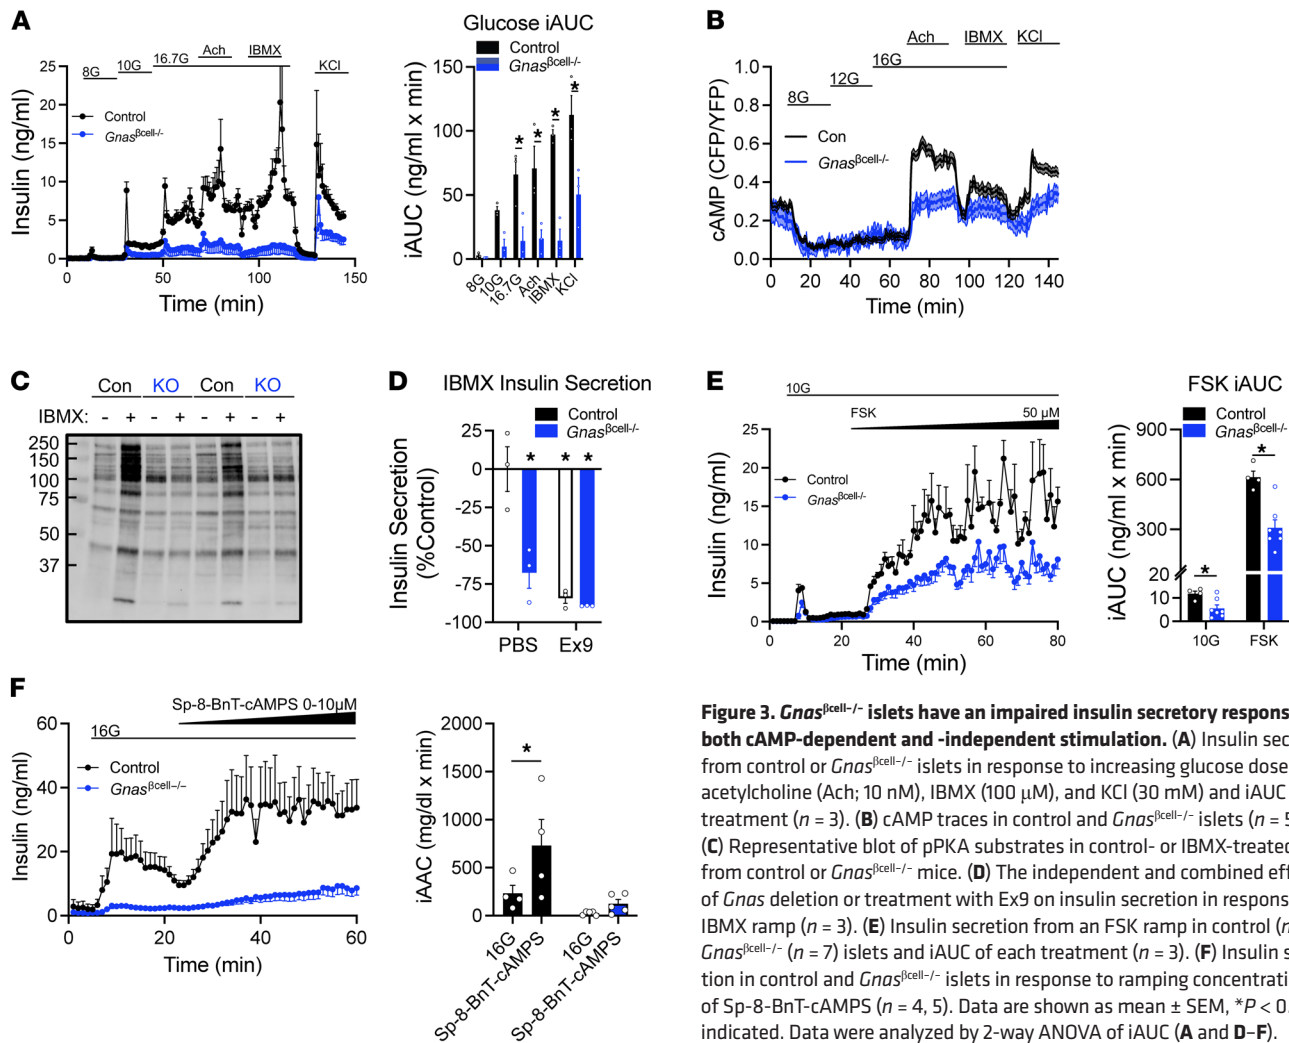 A
Glucose iAUC
Control
Gnasβcell-/-
8G
10G
16.7G
Ach
IBMX
KCl
Control
Gnasβcell-/-
Insulin (ng/ml)
25
20
15
10
5
0
0
50
100
150
Time (min)
iAUC (ng/ml x min)
150
100
50
0
*
*
*
*
8G
10G
16.7G
Ach
IBMX
KCl
B
Ach
IBMX
KCl
16G
12G
8G
Con
Gnasβcell-/-
cAMP (CFP/YFP)
1.0
0.8
0.6
0.4
0.2
0.0
0
20
40
60
80
100
120
140
Time (min)
C
Con
KO
Con
KO
IBMX:
-
+
-
+
-
+
-
+
250
150
100
75
50
37
D
IBMX Insulin Secretion
Control
Gnasβcell-/-
Insulin Secretion
(%Control)
25
0
-25
-50
-75
-100
*
*
*
PBS
Ex9
E
10G
FSK
50 μM
Control
Gnasβcell-/-
Insulin (ng/ml)
25
20
15
10
5
0
0
20
40
60
80
Time (min)
FSK iAUC
Control
Gnasβcell-/-
iAUC (ng/ml x min)
900
600
300
20
10
0
*
*
10G
FSK
F
Sp-8-BnT-cAMPS 0-10μM
16G
Control
Gnasβcell-/-
Insulin (ng/ml)
60
40
20
0
0
20
40
60
Time (min)
iAAC (mg/dl x min)
2000
1500
1000
500
0
*
16G
Sp-8-BnT-cAMPS
16G
Sp-8-BnT-cAMPS
Figure 3. Gnasβcell−/− islets have an impaired insulin secretory respons
both cAMP-dependent and -independent stimulation. (A) Insulin sec
from control or Gnasβcell−/− islets in response to increasing glucose dose
acetylcholine (Ach; 10 nM), IBMX (100 μM), and KCl (30 mM) and iAUC
treatment (n = 3). (B) cAMP traces in control and Gnasβcell−/− islets (n = 5
(C) Representative blot of pPKA substrates in control- or IBMX-treated
from control or Gnasβcell−/− mice. (D) The independent and combined eff
of Gnas deletion or treatment with Ex9 on insulin secretion in respons
IBMX ramp (n = 3). (E) Insulin secretion from an FSK ramp in control (n
Gnasβcell−/− (n = 7) islets and iAUC of each treatment (n = 3). (F) Insulin s
tion in control and Gnasβcell−/− islets in response to ramping concentrati
of Sp-8-BnT-cAMPS (n = 4, 5). Data are shown as mean ± SEM, *P < 0.
indicated. Data were analyzed by 2-way ANOVA of iAUC (A and D–F).